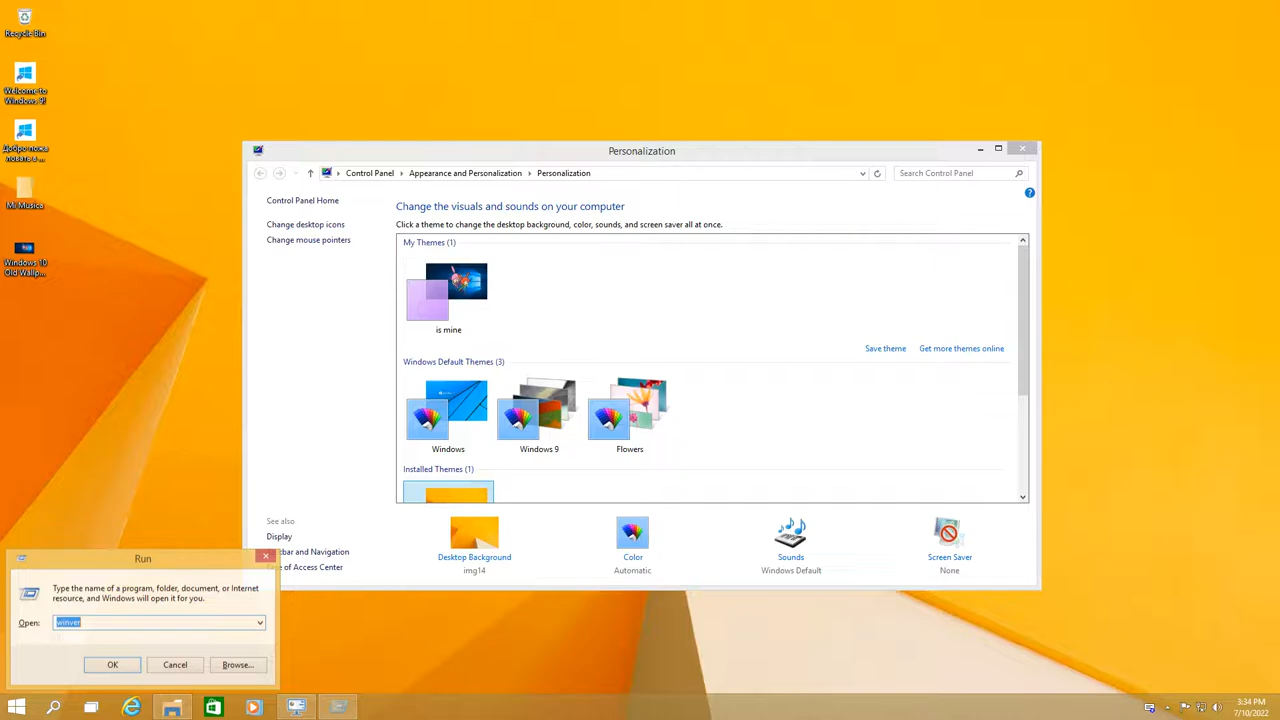 Recycle Bin
Welcome to
Windows 9!
Добро пожа
ловать в ...
Mi Musica
Windows 10
Old Wallp...
Personalization
Control Panel
Appearance and Personalization
Personalization
Search Control Panel
Control Panel Home
Change desktop icons
Change mouse pointers
Change the visuals and sounds on your computer
Click a theme to change the desktop background, color, sounds, and screen saver all at once.
My Themes (1)
is mine
Save theme
Get more themes online
Windows Default Themes (3)
Windows
Windows 9
Flowers
Installed Themes (1)
See also
Display
bar and Navigation
of Access Center
Desktop Background
img14
Color
Automatic
Sounds
Windows Default
Screen Saver
None
Run
Type the name of a program, folder, document, or Internet
resource, and Windows will open it for you.
Open:
winver
OK
Cancel
Browse...
3:34 PM
7/10/2022